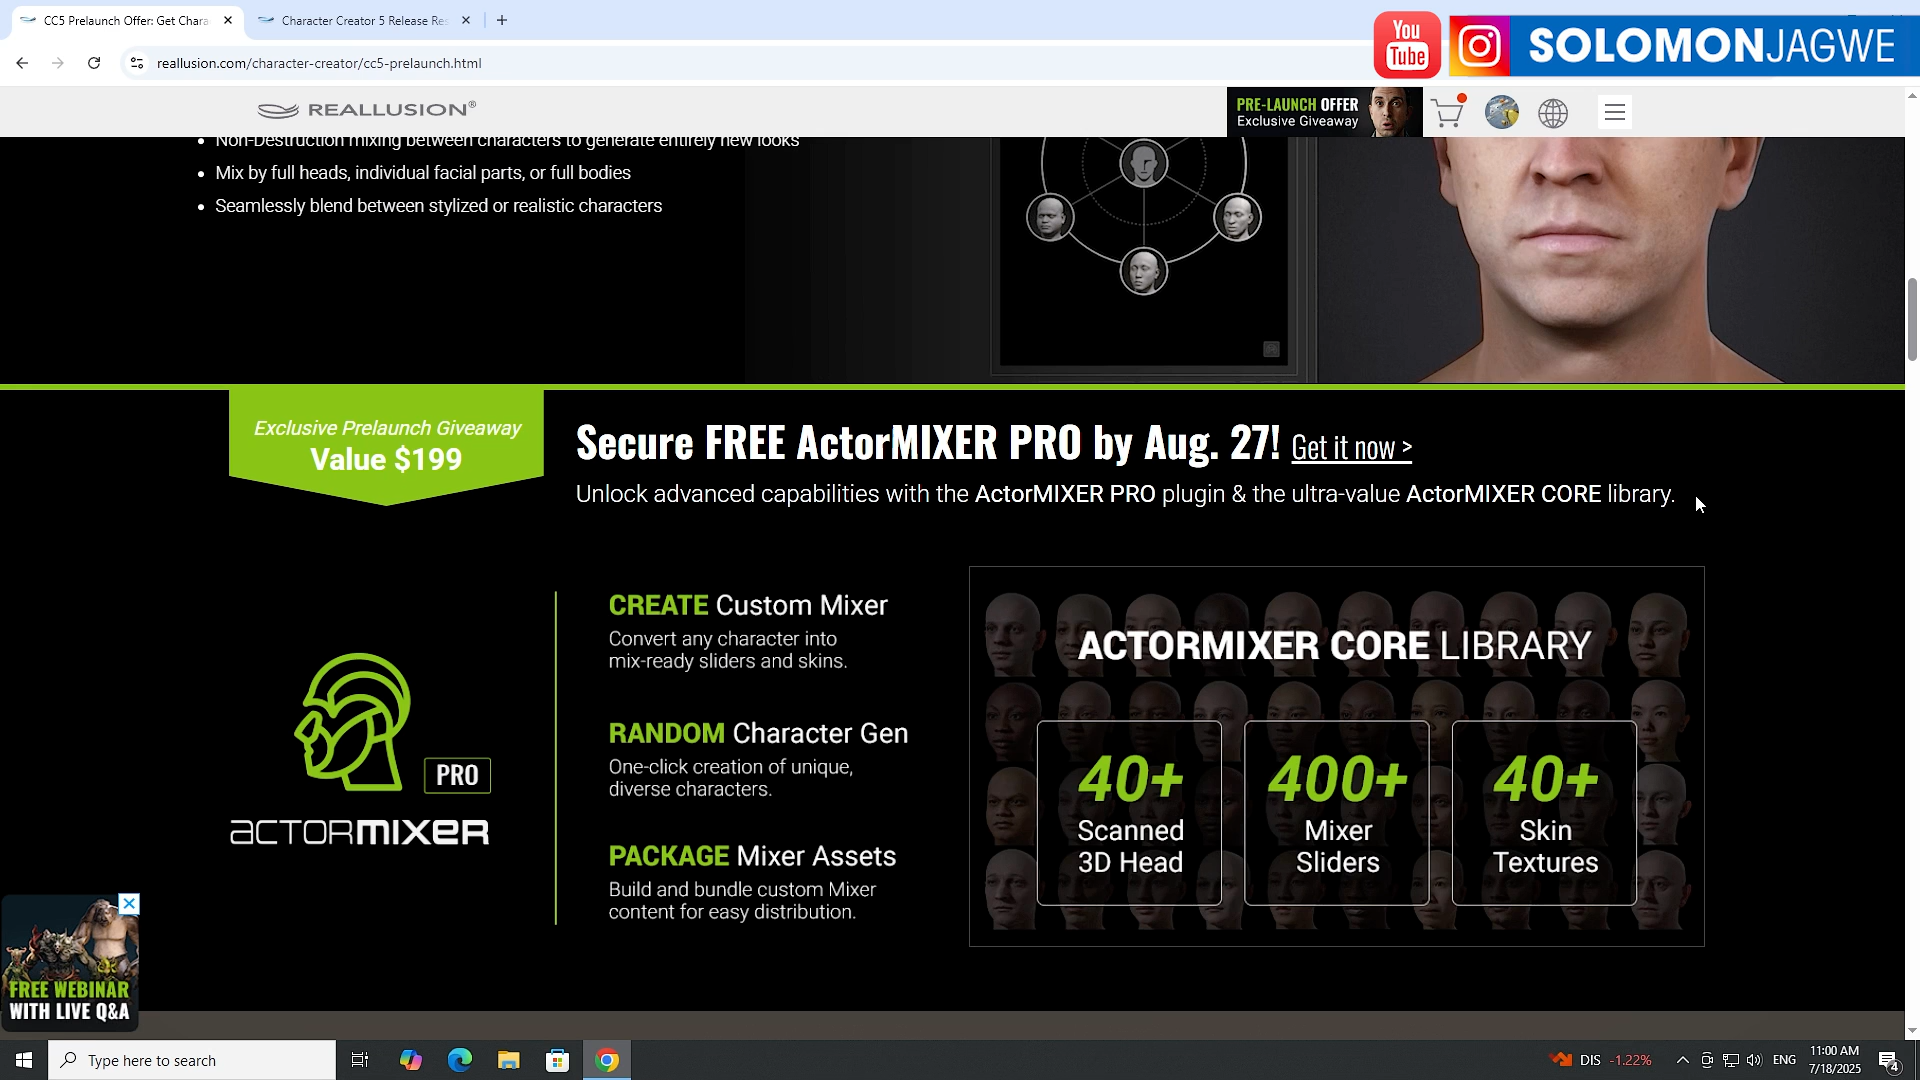 CC5 Prelaunch Offer: Get Chara
Character Creator 5 Release Re
You
Tube
SOLOMONJAGWE
reallusion.com/character-creator/cc5-prelaunch.html
REALLUSION®
PRE-LAUNCH OFFER
Exclusive Giveaway
Non-Destruction mixing between characters to generate entirely new looks
Mix by full heads, individual facial parts, or full bodies
Seamlessly blend between stylized or realistic characters
Exclusive Prelaunch Giveaway
Value $199
Secure FREE ActorMIXER PRO by Aug. 27! Get it now >
Unlock advanced capabilities with the ActorMIXER PRO plugin & the ultra-value ActorMIXER CORE library.
PRO
ACTORMIXER
CREATE Custom Mixer
Convert any character into
mix-ready sliders and skins.
RANDOM Character Gen
One-click creation of unique,
diverse characters.
PACKAGE Mixer Assets
Build and bundle custom Mixer
content for easy distribution.
ACTORMIXER CORE LIBRARY
40+
Scanned
3D Head
400+
Mixer
Sliders
40+
Skin
Textures
FREE WEBINAR
WITH LIVE Q&A
Type here to search
DIS -1.22%
ENG
11:00 AM
7/18/2025
4